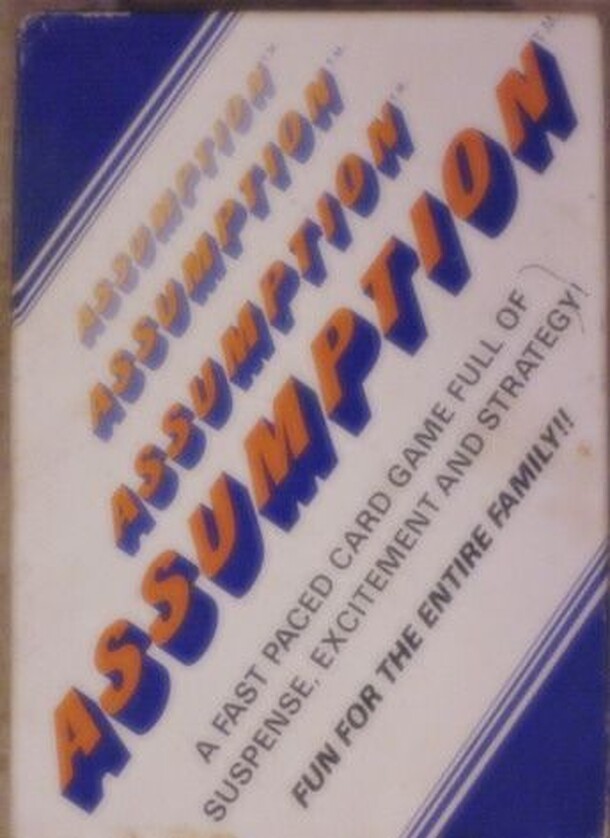 ASSUMPTION™
ASSUMPTION™
ASSUMPTION™
ASSUMPTION™
A FAST PACED CARD GAME FULL OF
SUSPENSE, EXCITEMENT AND STRATEGY!
FUN FOR THE ENTIRE FAMILY!!